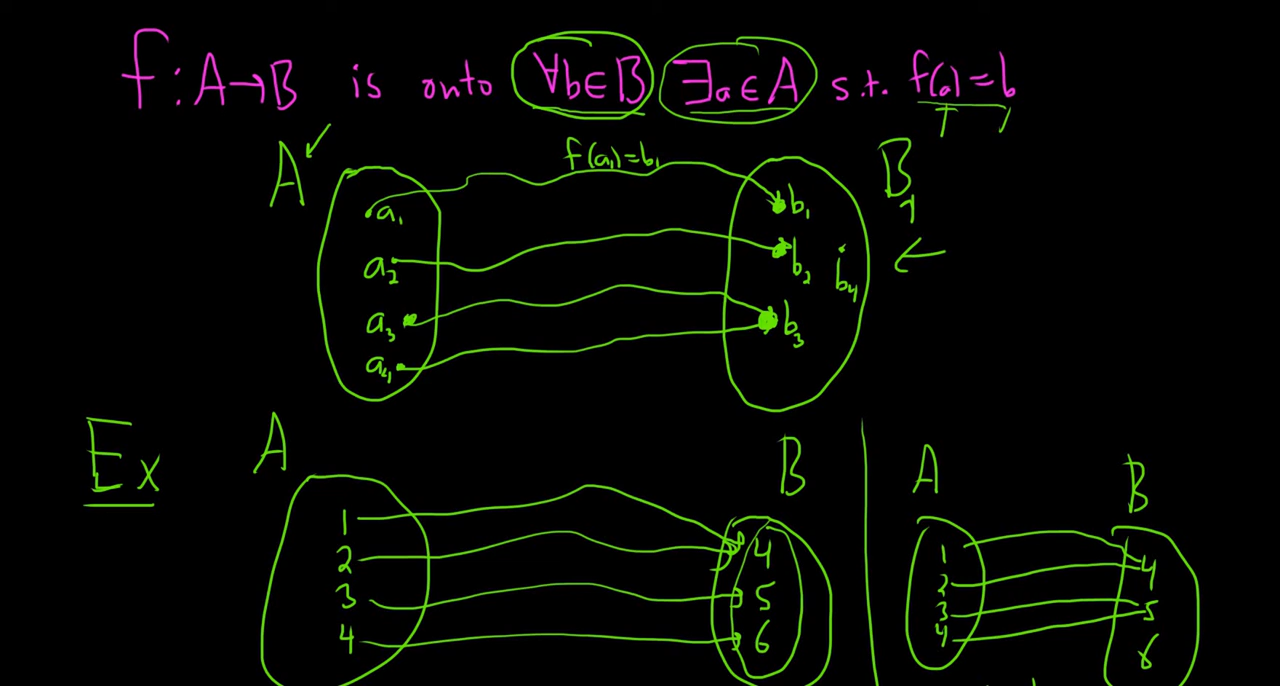 f : A→B is onto ∀b∈B ∃a∈A s.t. f(a)=b
A f(a₁)=b₁ B
a₁ b₁
a₂ b₂ b₄
a₃ b₃
a₄
Ex A B
1 4
2 5
3 6
4
A B
1 4
2 5
3 6
4